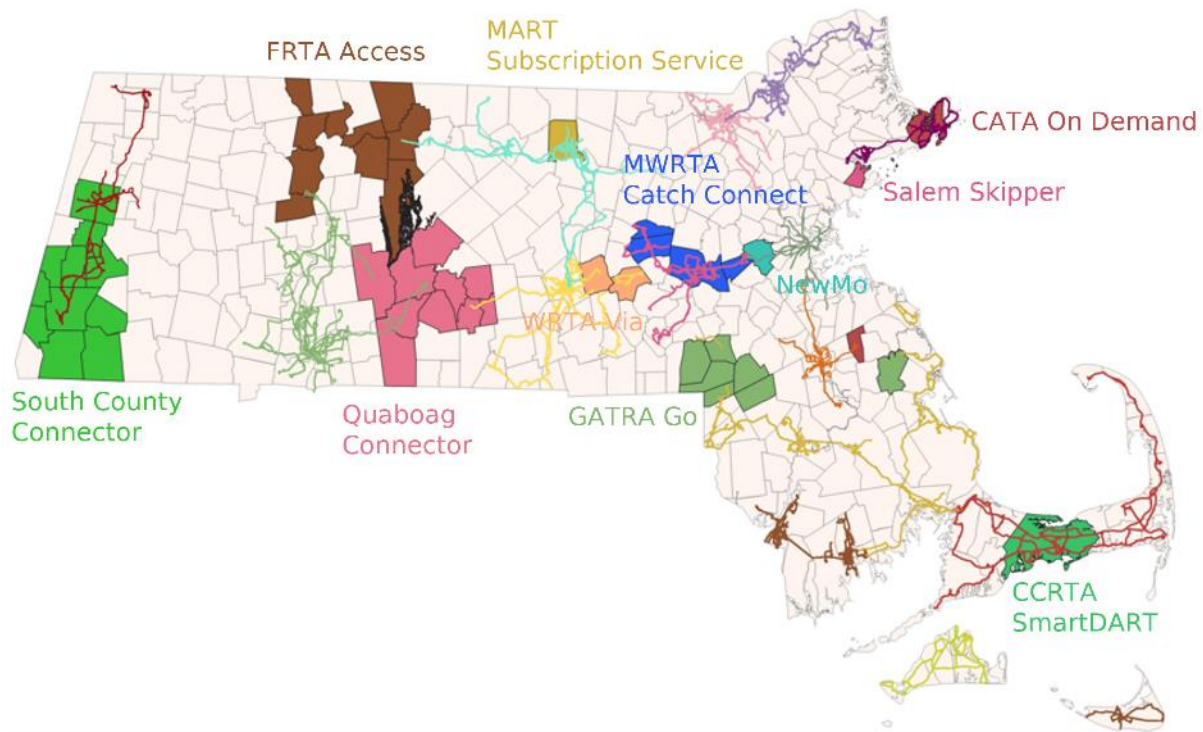 FRTA Access
MART
Subscription Service
CATA On Demand
MWRTA
Catch Connect
Salem Skipper
NewMo
WRTA Via
South County
Connector
Quaboag
Connector
GATRA Go
CCRTA
SmartDART